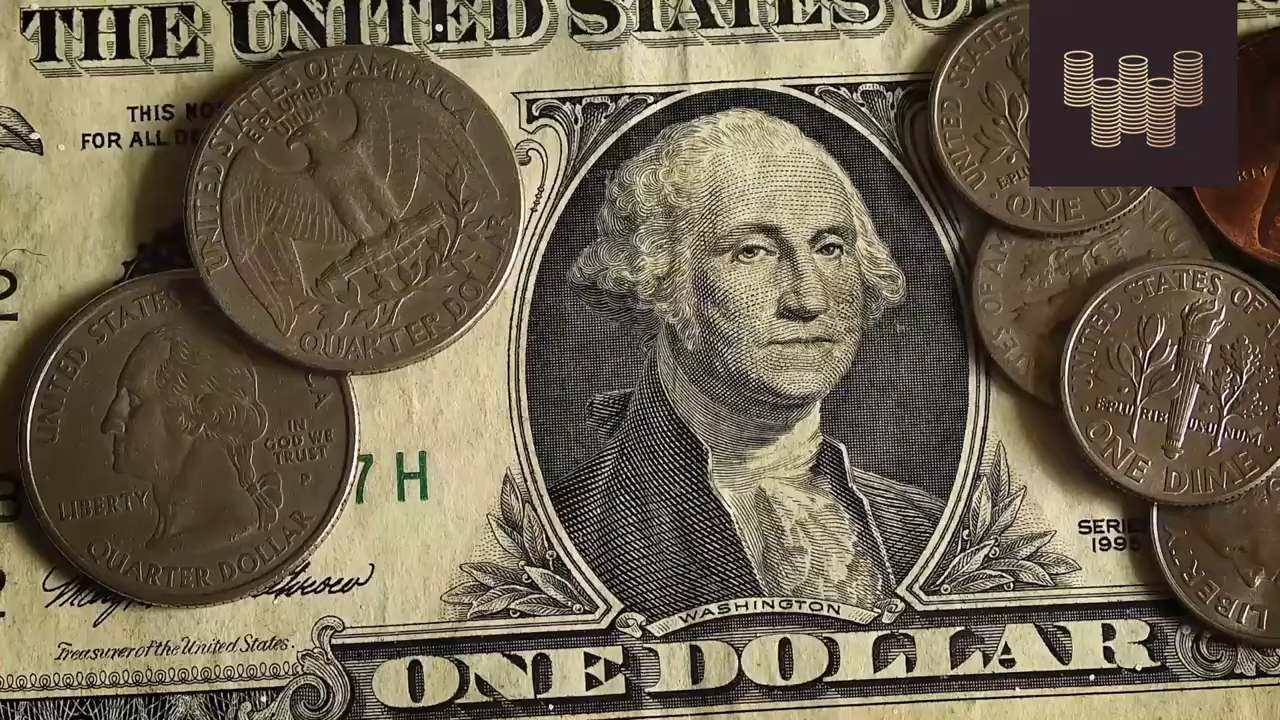 THE UNITED STATES
THIS NO
FOR ALL DE
UNITED STATES OF AMERICA
E PLURIBUS
UNUM
QUARTER DOLLAR
UNITED STATES
IN
GOD WE
TRUST
P
LIBERTY
QUARTER DOLLAR
7 H
Treasurer of the United States.
WASHINGTON
ONE DOLLAR
UNITED STATES
ONE DI
UNITED STATES OF A
E PLURIBUS UNUM
ONE DIME
SERIE
1995
LIBER